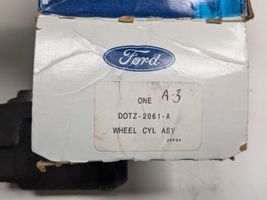 Ford
ONE A-3
DOTZ-2061-A
WHEEL CYL ASY